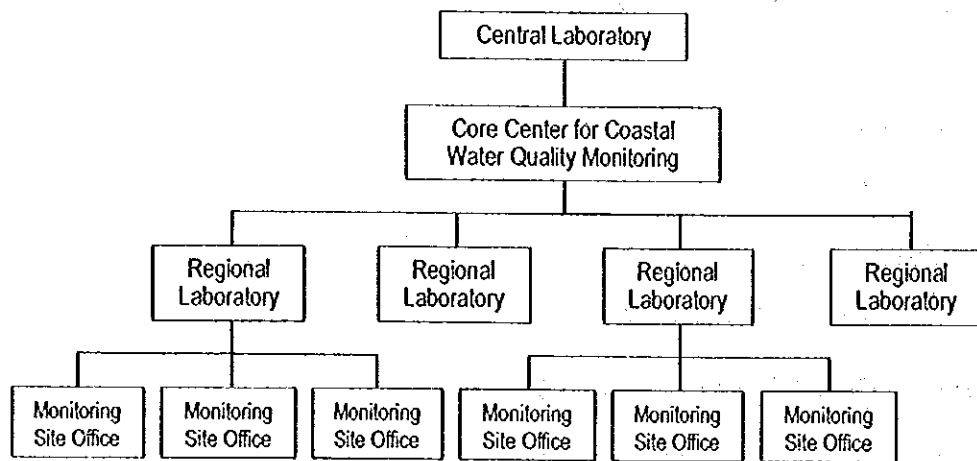 Central Laboratory
Core Center for Coastal
Water Quality Monitoring
Regional
Laboratory
Regional
Laboratory
Regional
Laboratory
Regional
Laboratory
Monitoring
Site Office
Monitoring
Site Office
Monitoring
Site Office
Monitoring
Site Office
Monitoring
Site Office
Monitoring
Site Office